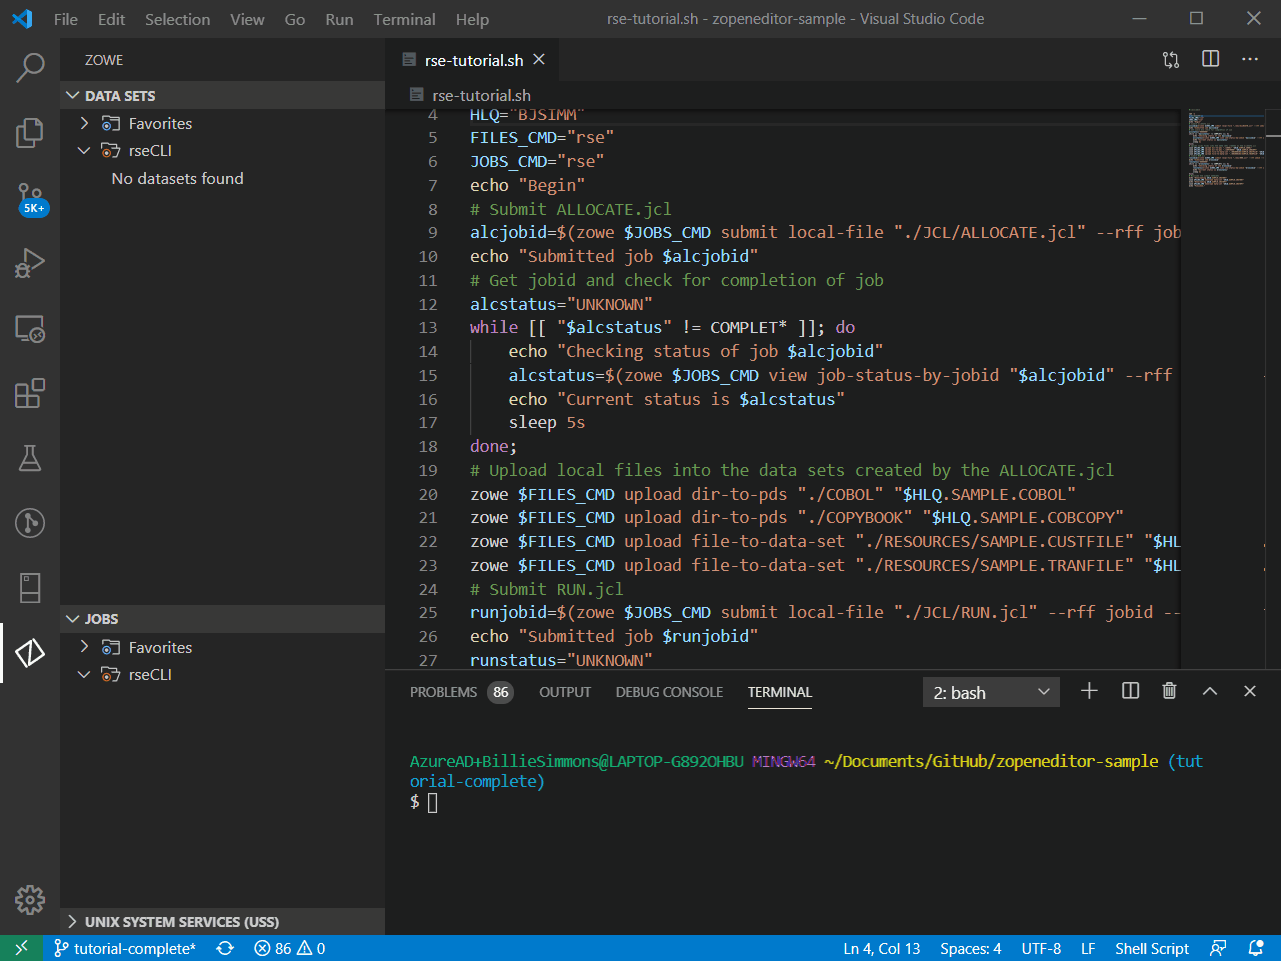 File Edit Selection View Go Run Terminal Help
rse-tutorial.sh - zopeneditor-sample - Visual Studio Code
ZOWE
DATA SETS
Favorites
rseCLI
No datasets found
5K+
JOBS
Favorites
rseCLI
UNIX SYSTEM SERVICES (USS)
rse-tutorial.sh
rse-tutorial.sh
4 HLQ="BJSIMM"
5 FILES_CMD="rse"
6 JOBS_CMD="rse"
7 echo "Begin"
8 # Submit ALLOCATE.jcl
9 alcjobid=$(zowe $JOBS_CMD submit local-file "./JCL/ALLOCATE.jcl" --rff job
10 echo "Submitted job $alcjobid"
11 # Get jobid and check for completion of job
12 alcstatus="UNKNOWN"
13 while [[ "$alcstatus" != COMPLET* ]]; do
14 echo "Checking status of job $alcjobid"
15 alcstatus=$(zowe $JOBS_CMD view job-status-by-jobid "$alcjobid" --rff
16 echo "Current status is $alcstatus"
17 sleep 5s
18 done;
19 # Upload local files into the data sets created by the ALLOCATE.jcl
20 zowe $FILES_CMD upload dir-to-pds "./COBOL" "$HLQ.SAMPLE.COBOL"
21 zowe $FILES_CMD upload dir-to-pds "./COPYBOOK" "$HLQ.SAMPLE.COBCOPY"
22 zowe $FILES_CMD upload file-to-data-set "./RESOURCES/SAMPLE.CUSTFILE" "$HL
23 zowe $FILES_CMD upload file-to-data-set "./RESOURCES/SAMPLE.TRANFILE" "$HL
24 # Submit RUN.jcl
25 runjobid=$(zowe $JOBS_CMD submit local-file "./JCL/RUN.jcl" --rff jobid --
26 echo "Submitted job $runjobid"
27 runstatus="UNKNOWN"
PROBLEMS 86 OUTPUT DEBUG CONSOLE TERMINAL 2: bash
AzureAD+BillieSimmons@LAPTOP-G892OHBU MINGW64 ~/Documents/GitHub/zopeneditor-sample (tut
orial-complete)
$
tutorial-complete* 86 0 Ln 4, Col 13 Spaces: 4 UTF-8 LF Shell Script